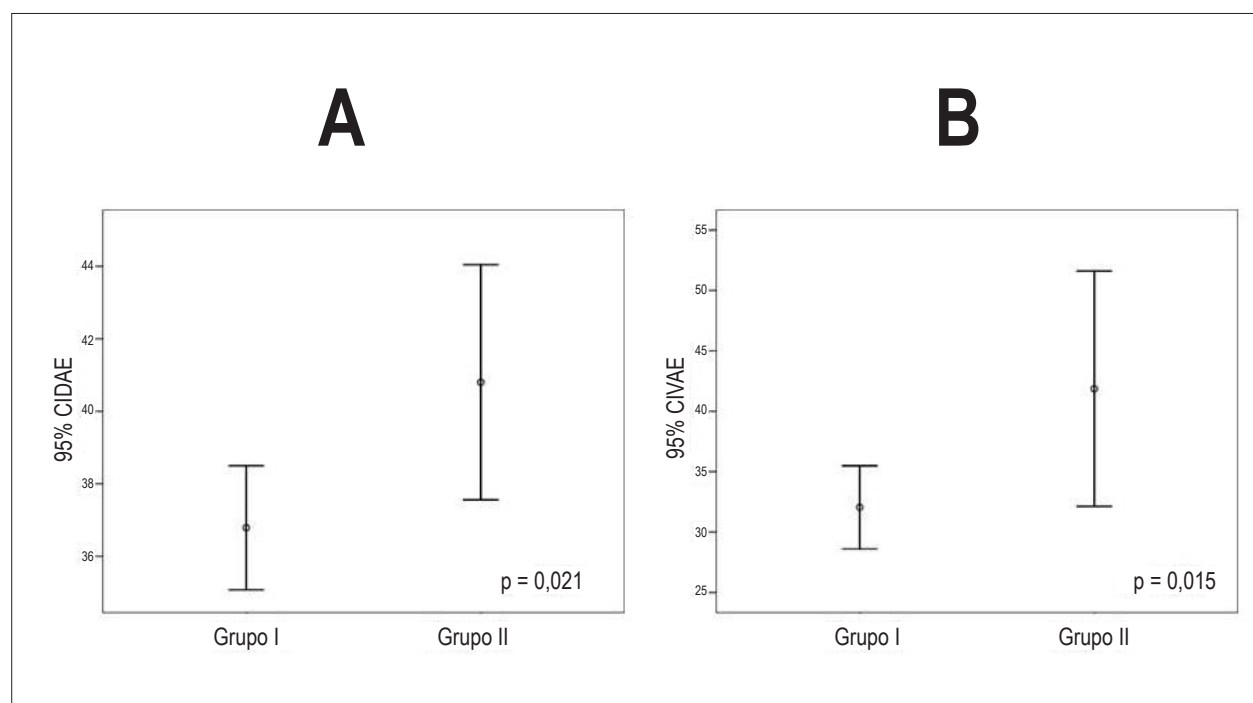 A
B
95% CIDAE
44
42
40
38
36
p = 0,021
Grupo I
Grupo II
95% CIVAE
55
50
45
40
35
30
25
p = 0,015
Grupo I
Grupo II